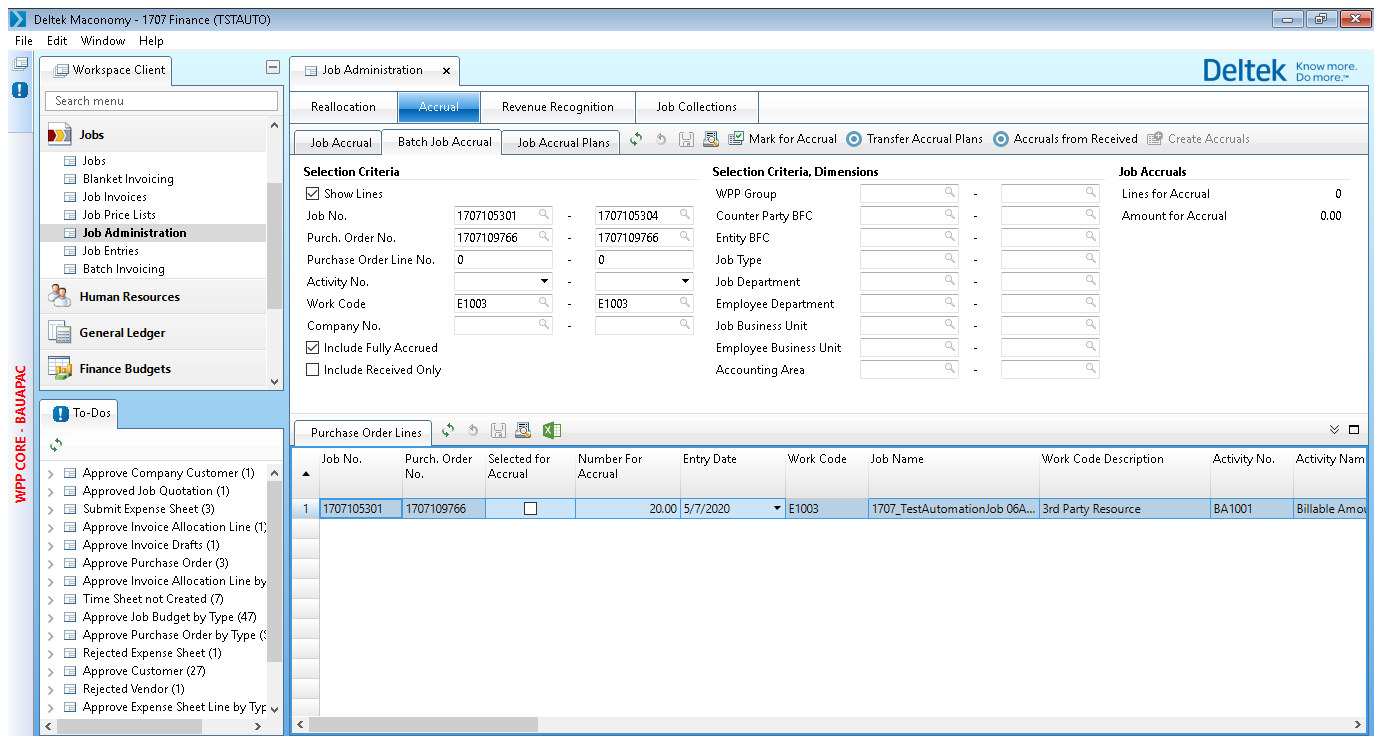 Deltek Maconomy - 1707 Finance (TSTAUTO)
File Edit Window Help
WPP CORE - BAUAPAC
Workspace Client
Search menu
Jobs
Jobs
Blanket Invoicing
Job Invoices
Job Price Lists
Job Administration
Job Entries
Batch Invoicing
Human Resources
General Ledger
Finance Budgets
To-Dos
Approve Company Customer (1)
Approved Job Quotation (1)
Submit Expense Sheet (3)
Approve Invoice Allocation Line (1)
Approve Invoice Drafts (1)
Approve Purchase Order (3)
Approve Invoice Allocation Line by
Time Sheet not Created (7)
Approve Job Budget by Type (47)
Approve Purchase Order by Type
Rejected Expense Sheet (1)
Approve Customer (27)
Rejected Vendor (1)
Approve Expense Sheet Line by Typ
Job Administration x
Deltek Know more. Do more.™
Reallocation Accrual Revenue Recognition Job Collections
Job Accrual Batch Job Accrual Job Accrual Plans Mark for Accrual Transfer Accrual Plans Accruals from Received Create Accruals
Selection Criteria
Show Lines
Job No. 1707105301 - 1707105304
Purch. Order No. 1707109766 - 1707109766
Purchase Order Line No. 0 - 0
Activity No. -
Work Code E1003 - E1003
Company No. -
Include Fully Accrued
Include Received Only
Selection Criteria, Dimensions
WPP Group -
Counter Party BFC -
Entity BFC -
Job Type -
Job Department -
Employee Department -
Job Business Unit -
Employee Business Unit -
Accounting Area -
Job Accruals
Lines for Accrual 0
Amount for Accrual 0.00
Purchase Order Lines
Job No. Purch. Order No. Selected for Accrual Number For Accrual Entry Date Work Code Job Name Work Code Description Activity No. Activity Nam
1 1707105301 1707109766 20.00 5/7/2020 E1003 1707_TestAutomationJob 06A... 3rd Party Resource BA1001 Billable Amou